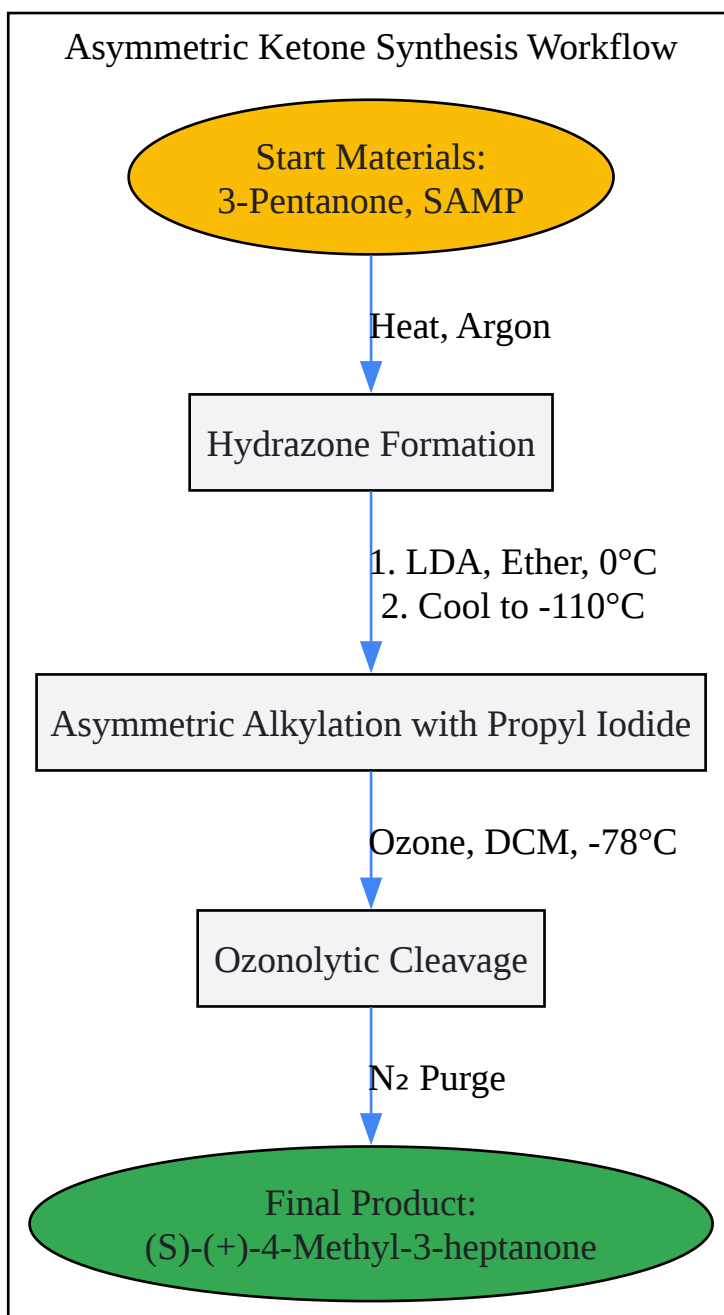 Asymmetric Ketone Synthesis Workflow
Start Materials:
3-Pentanone, SAMP
Heat, Argon
Hydrazone Formation
1. LDA, Ether, 0°C
2. Cool to -110°C
Asymmetric Alkylation with Propyl Iodide
Ozone, DCM, -78°C
Ozonolytic Cleavage
N₂ Purge
Final Product:
(S)-(+)-4-Methyl-3-heptanone